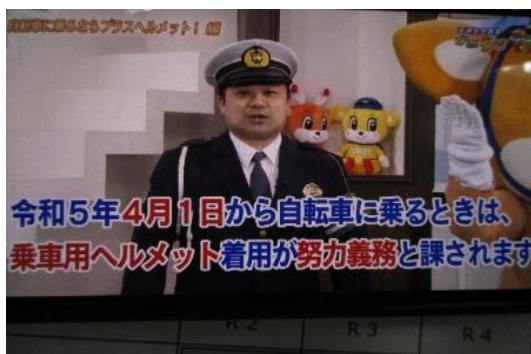 自転車に乗るならプラスヘルメット！編
令和5年4月1日から自転車に乗るときは、
乗車用ヘルメット着用が努力義務と課されます
R2
R3
R4